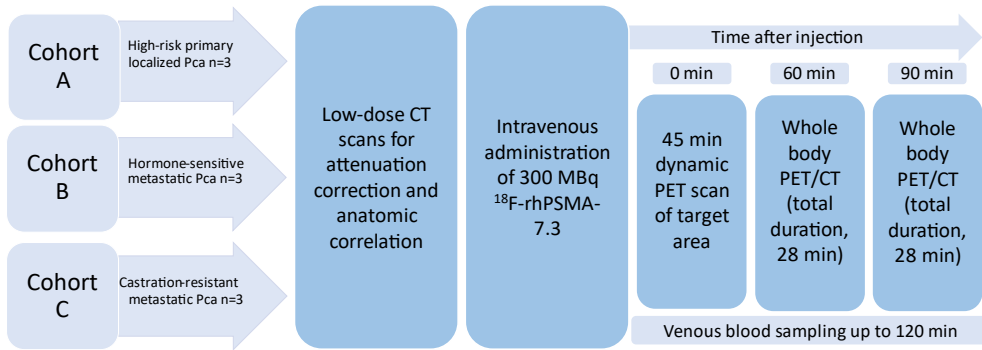 Cohort
A
High-risk primary
localized Pca n=3
Cohort
B
Hormone-sensitive
metastatic Pca n=3
Cohort
C
Castration-resistant
metastatic Pca n=3
Low-dose CT
scans for
attenuation
correction and
anatomic
correlation
Intravenous
administration
of 300 MBq
¹⁸F-rhPSMA-
7.3
Time after injection
0 min
60 min
90 min
45 min
dynamic
PET scan
of target
area
Whole
body
PET/CT
(total
duration,
28 min)
Whole
body
PET/CT
(total
duration,
28 min)
Venous blood sampling up to 120 min